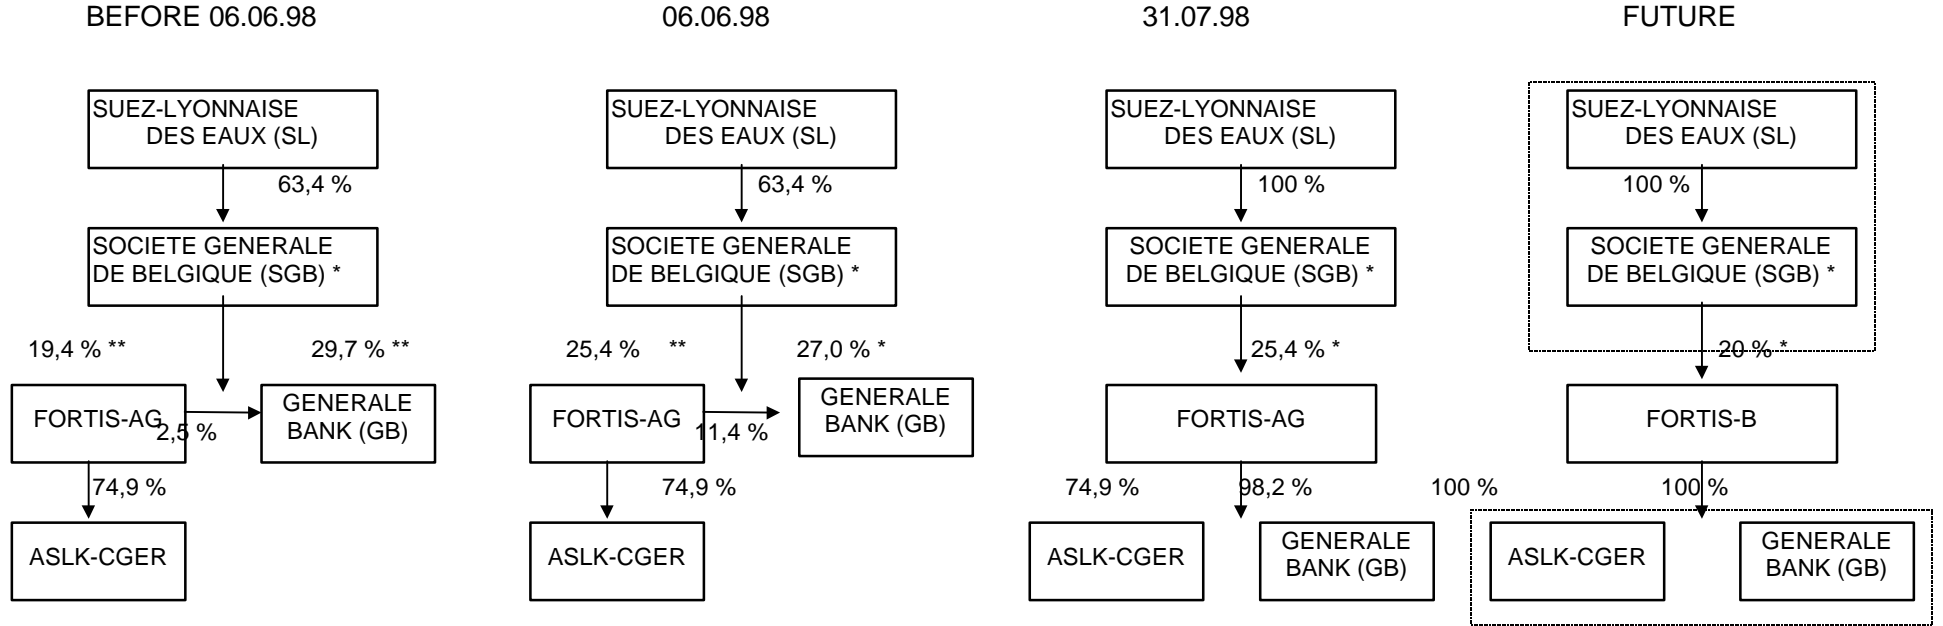 BEFORE 06.06.98
SUEZ-LYONNAISE
DES EAUX (SL)
63,4 %
SOCIETE GENERALE
DE BELGIQUE (SGB) *
19,4 % **
29,7 % **
FORTIS-AG
2,5 %
GENERALE
BANK (GB)
74,9 %
ASLK-CGER
06.06.98
SUEZ-LYONNAISE
DES EAUX (SL)
63,4 %
SOCIETE GENERALE
DE BELGIQUE (SGB) *
25,4 % **
27,0 % *
FORTIS-AG
11,4 %
GENERALE
BANK (GB)
74,9 %
ASLK-CGER
31.07.98
SUEZ-LYONNAISE
DES EAUX (SL)
100 %
SOCIETE GENERALE
DE BELGIQUE (SGB) *
25,4 % *
FORTIS-AG
74,9 %
98,2 %
ASLK-CGER
GENERALE
BANK (GB)
FUTURE
SUEZ-LYONNAISE
DES EAUX (SL)
100 %
SOCIETE GENERALE
DE BELGIQUE (SGB) *
20 % *
FORTIS-B
100 %
100 %
ASLK-CGER
GENERALE
BANK (GB)